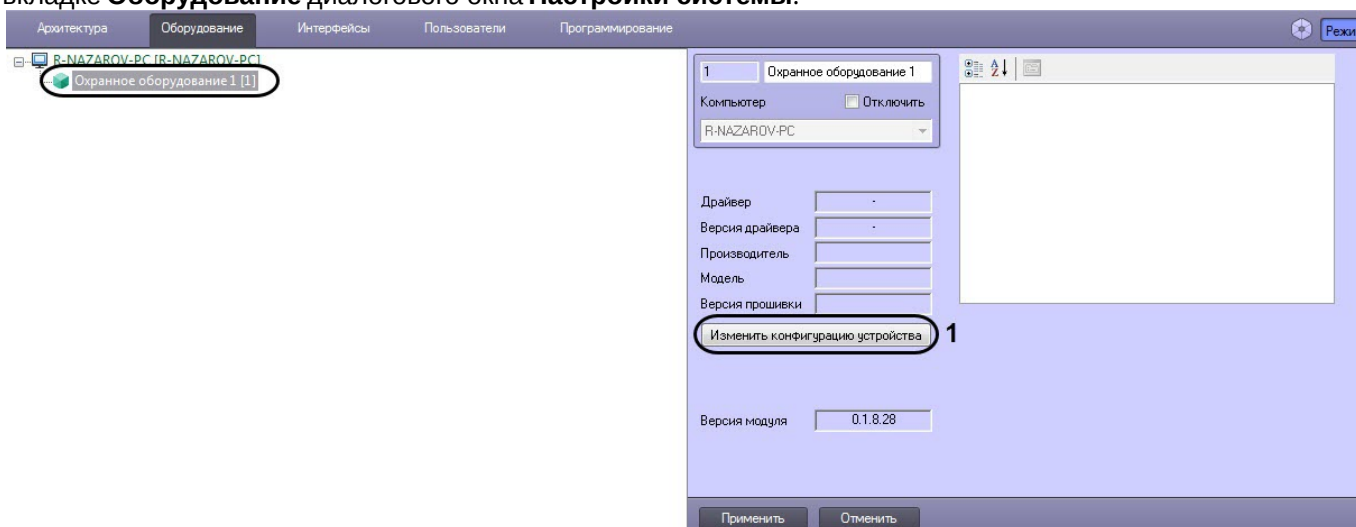 вкладке Оборудование диалогового окна Настройки системы.
Архитектура Оборудование Интерфейсы Пользователи Программирование
R-NAZAROV-PC [R-NAZAROV-PC]
Охранное оборудование 1 [1]
1 Охранное оборудование 1
Компьютер Отключить
R-NAZAROV-PC
Драйвер -
Версия драйвера -
Производитель
Модель
Версия прошивки
Изменить конфигурацию устройства 1
Версия модуля 0.1.8.28
Применить Отменить